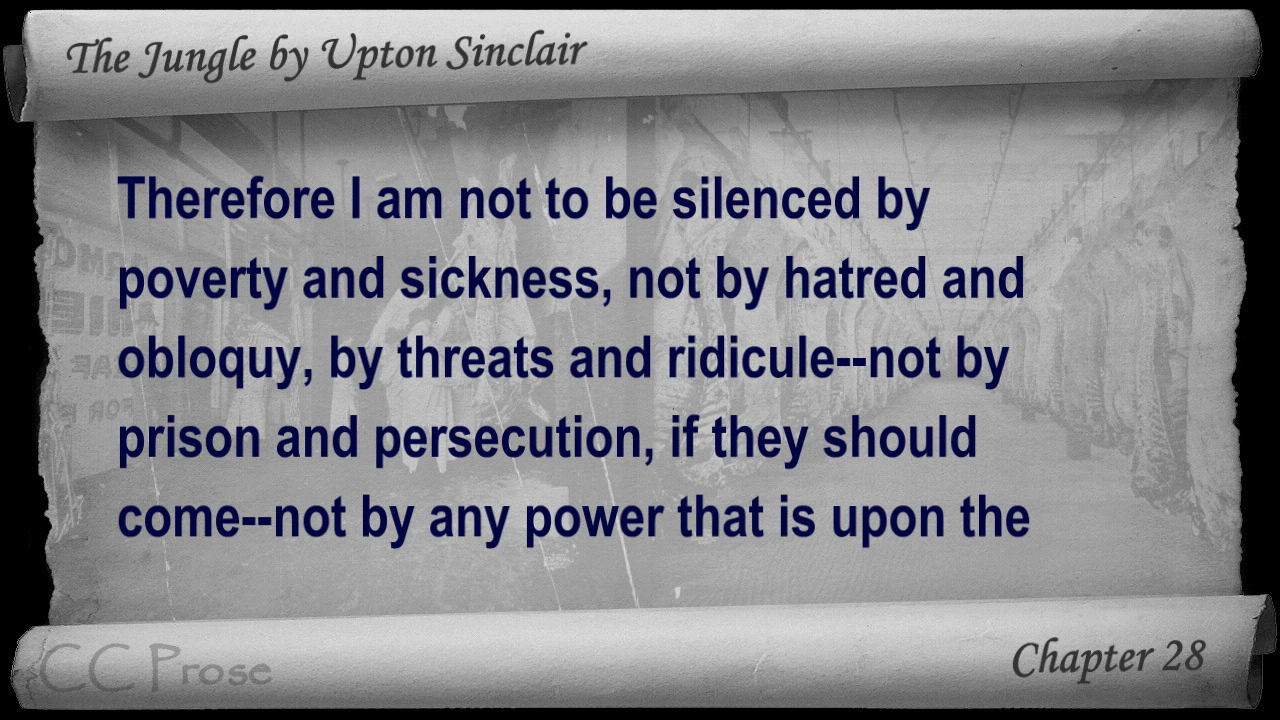 The Jungle by Upton Sinclair
Therefore I am not to be silenced by
poverty and sickness, not by hatred and
obloquy, by threats and ridicule--not by
prison and persecution, if they should
come--not by any power that is upon the
CC Prose
Chapter 28